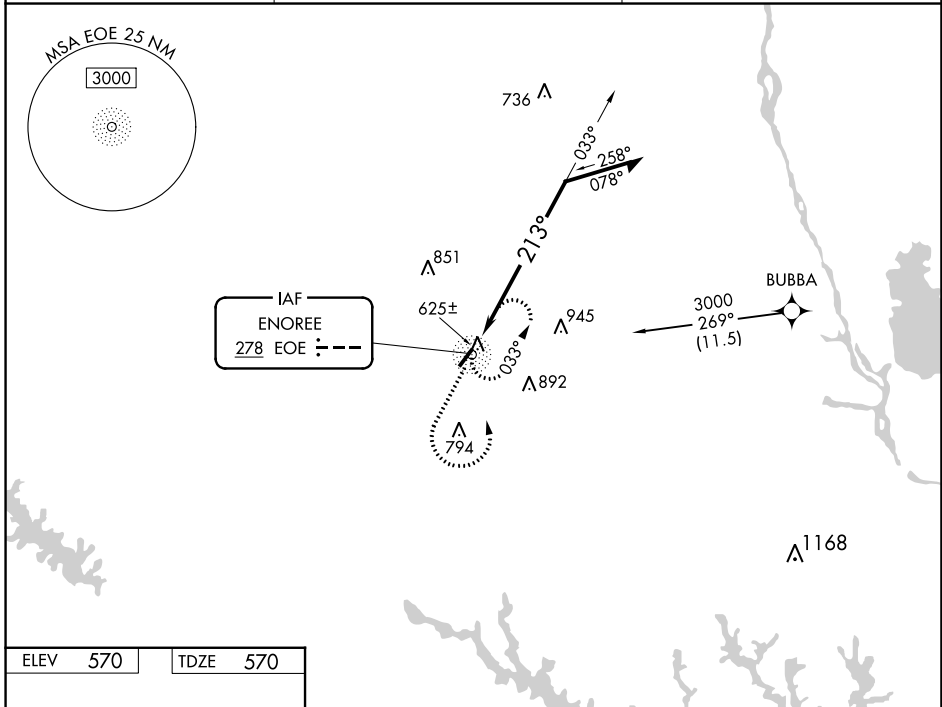 MSA EOE 25 NM
3000
736
033°
258°
078°
213°
851
625±
IAF
ENOREE
278 EOE
945
033°
892
794
BUBBA
3000
269°
(11.5)
1168
ELEV 570
TDZE 570